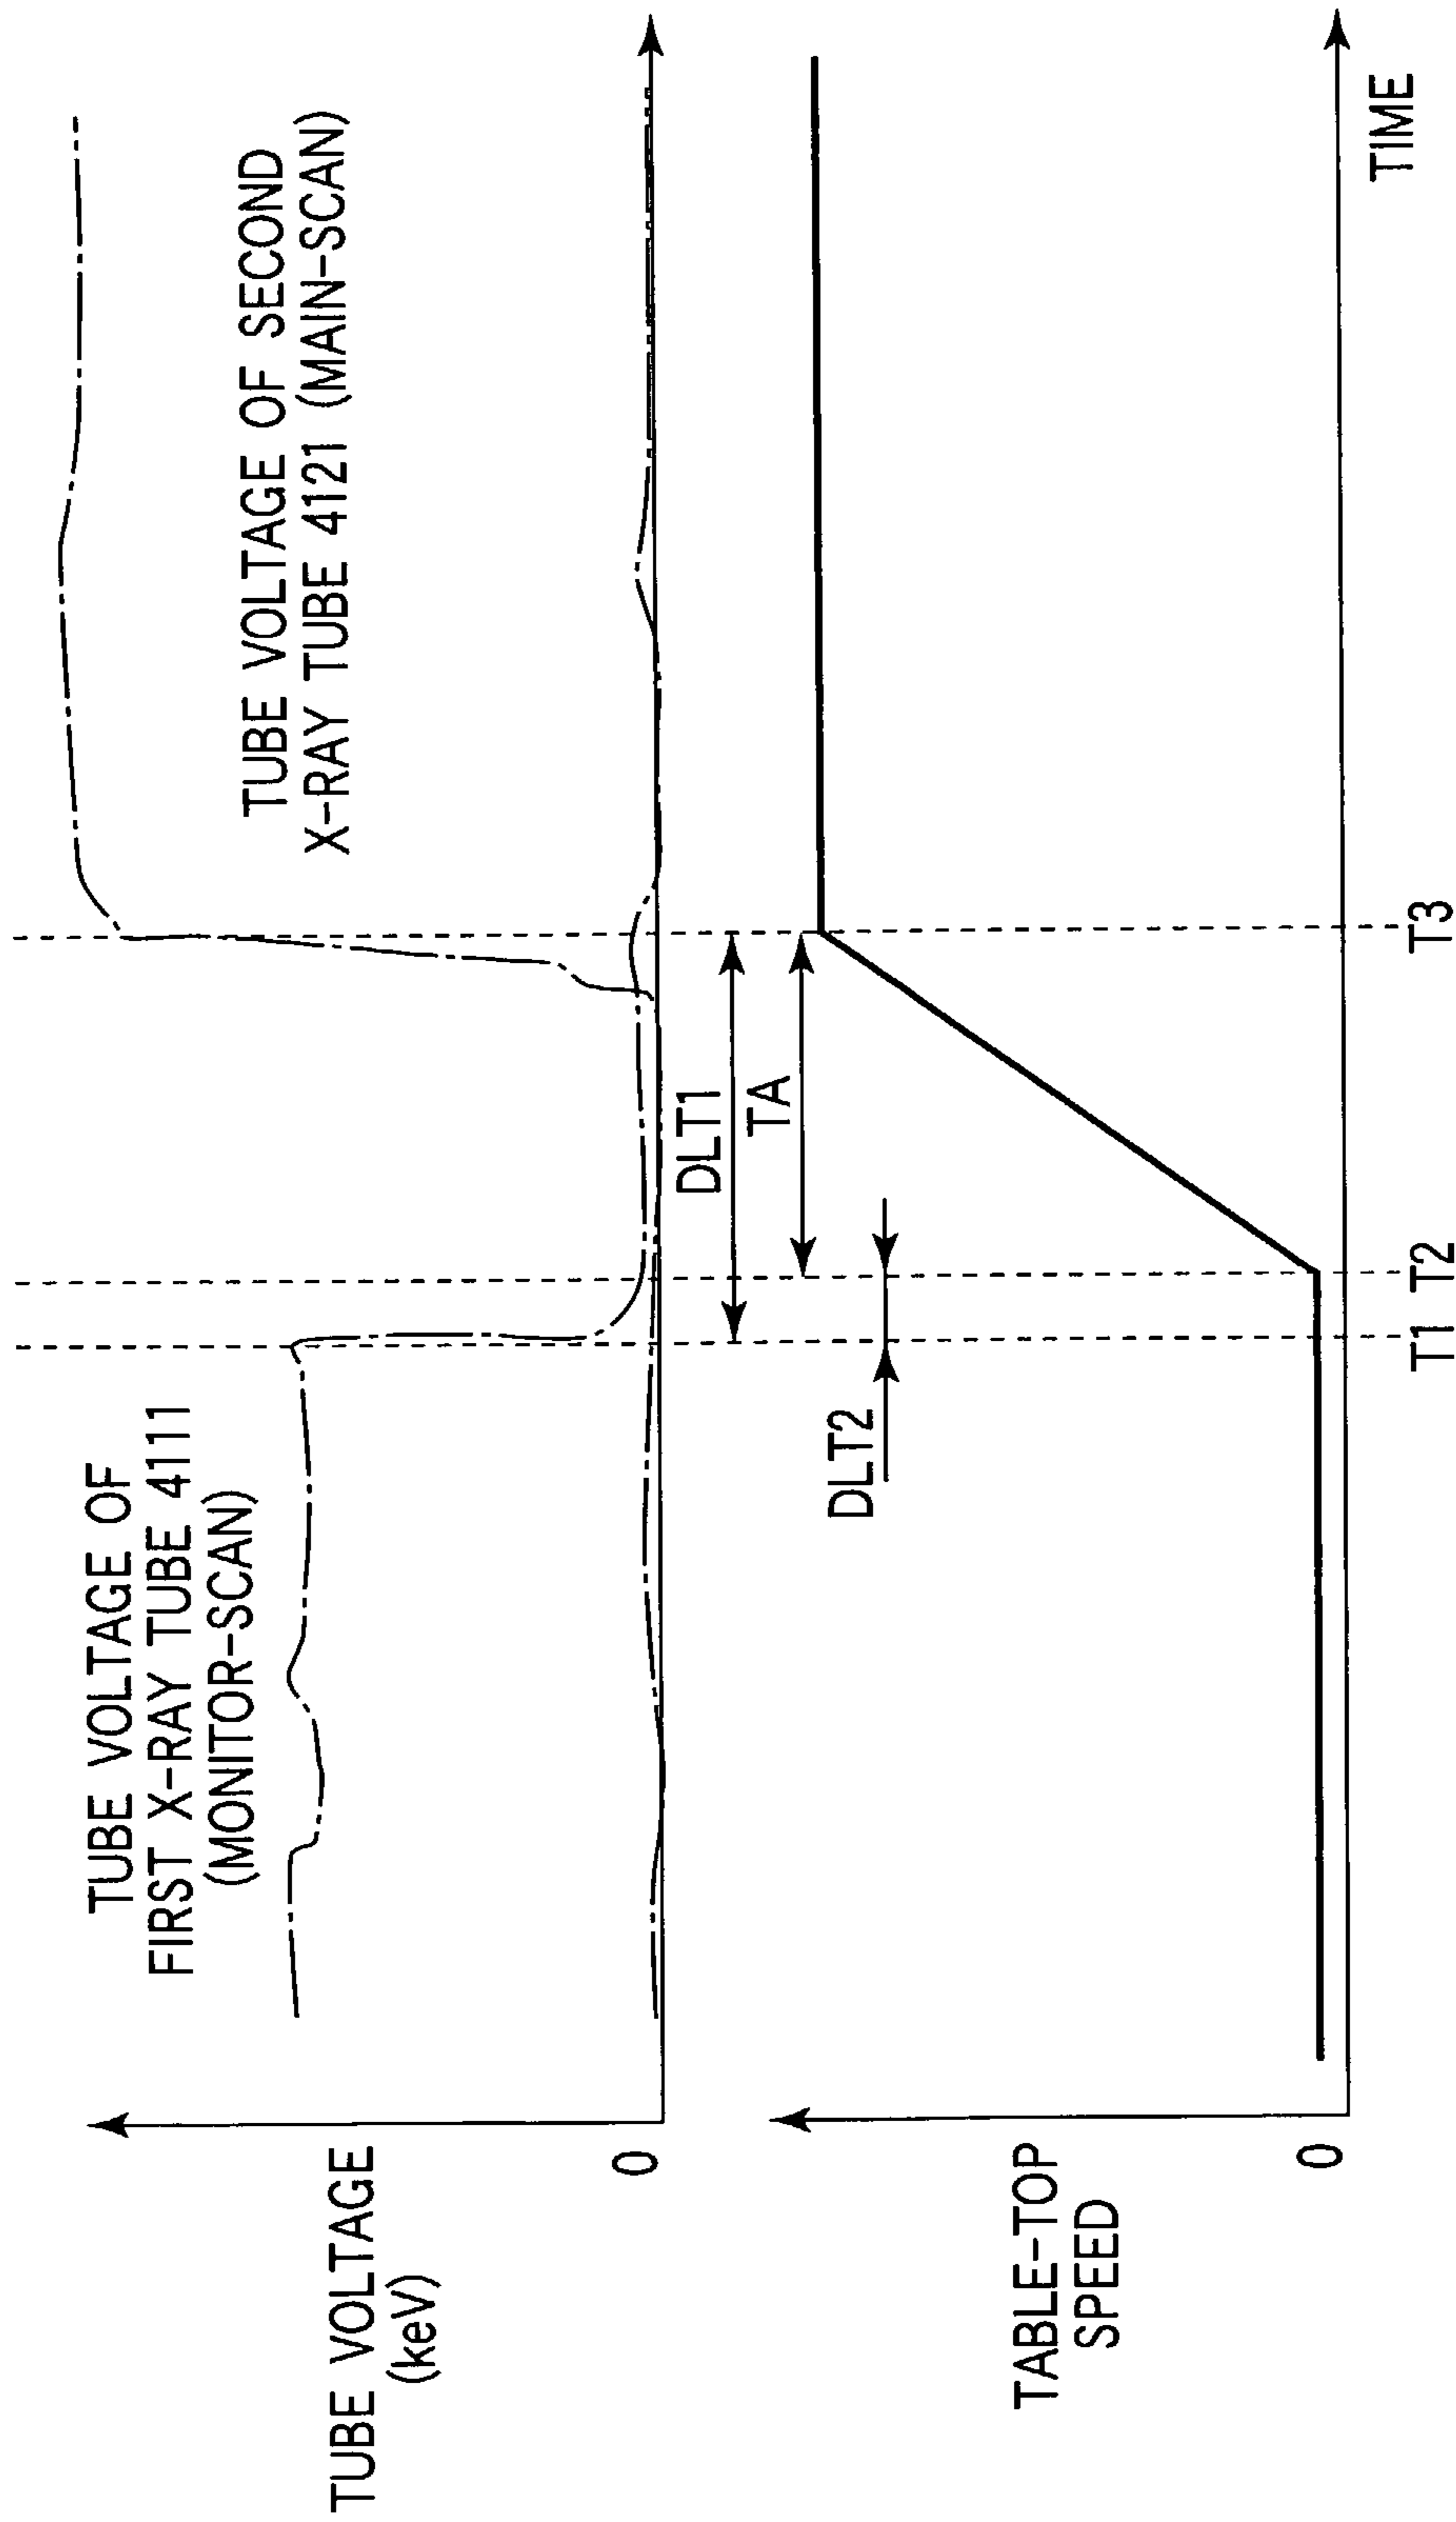 TUBE VOLTAGE OF
FIRST X-RAY TUBE 4111
(MONITOR-SCAN)
TUBE VOLTAGE OF SECOND
X-RAY TUBE 4121 (MAIN-SCAN)
TUBE VOLTAGE
(keV)
0
DLT1
TA
DLT2
TABLE-TOP
SPEED
0
TIME
T1
T2
T3